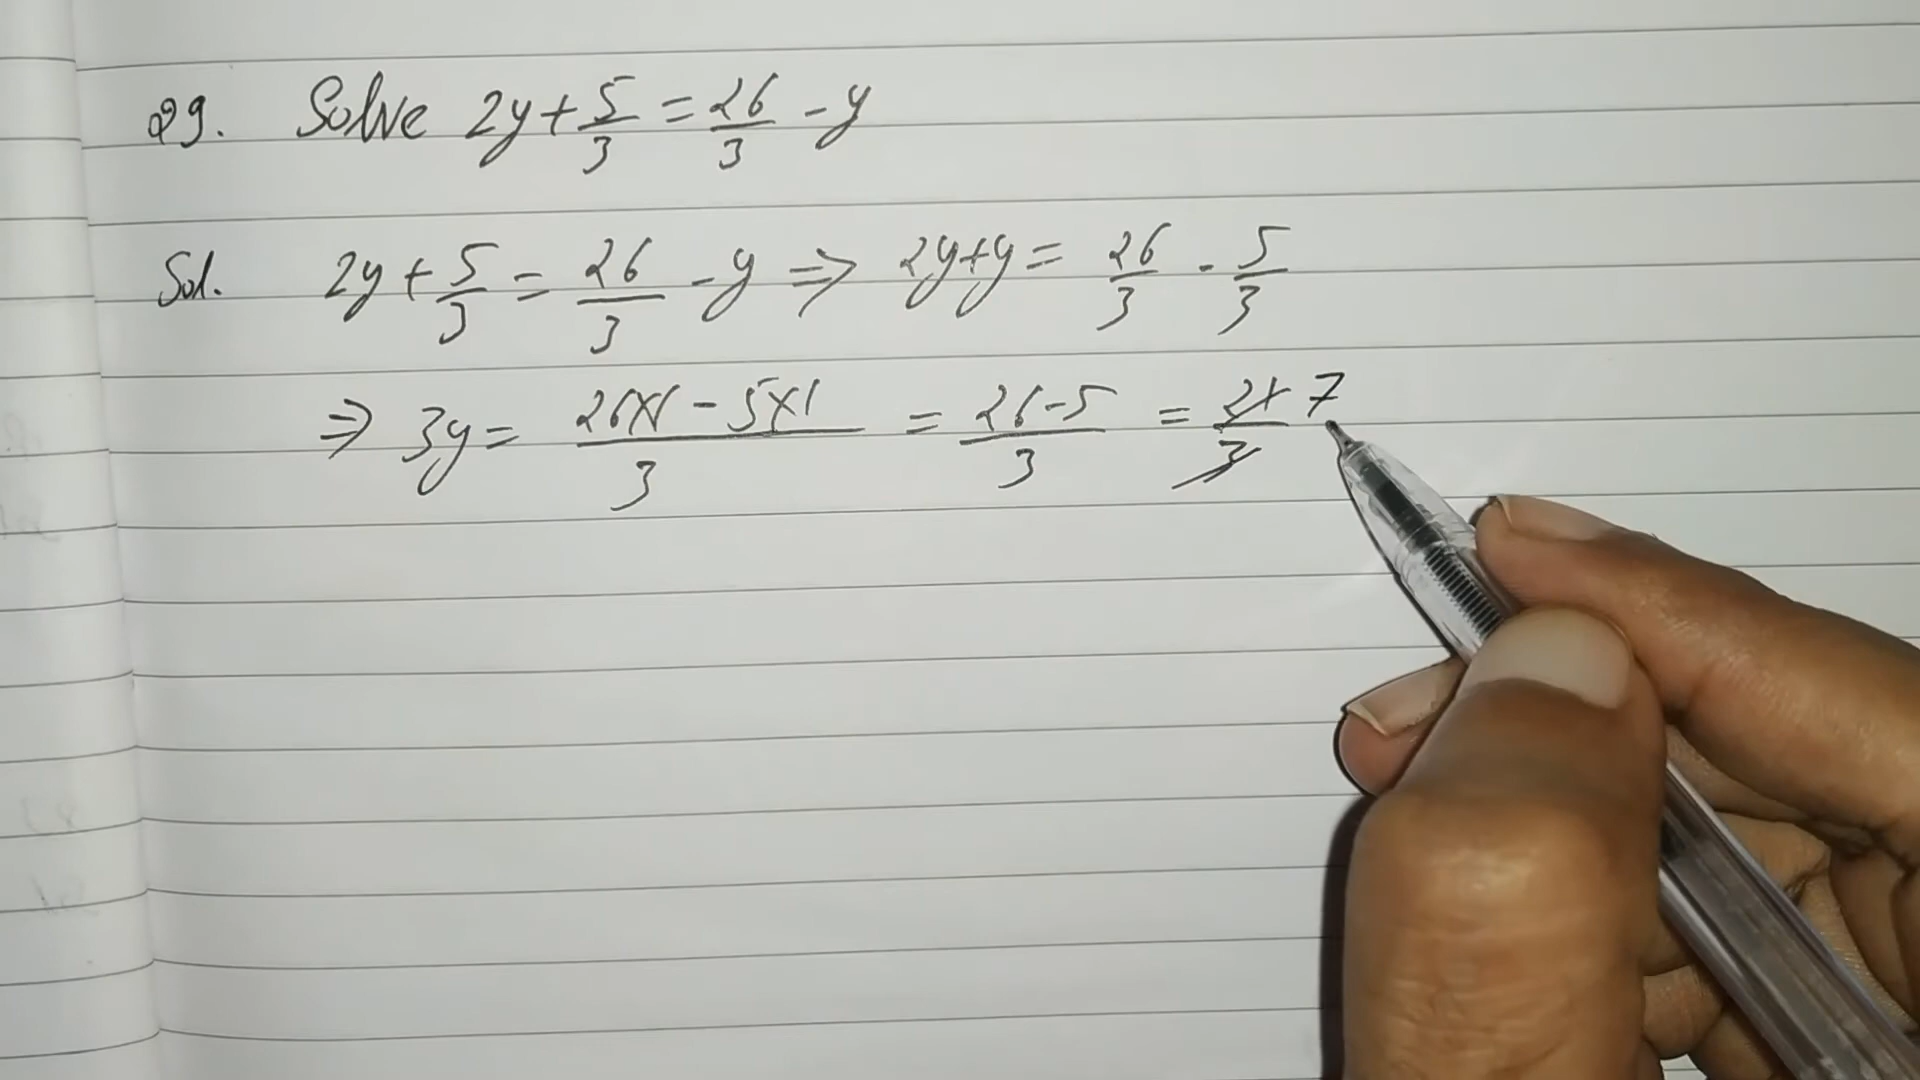 Q9. Solve 2y + 5/3 = 26/3 - y
Sol. 2y + 5/3 = 26/3 - y ⇒ 2y + y = 26/3 - 5/3
⇒ 3y = (26×1 - 5×1)/3 = (26-5)/3 = 21/3 7